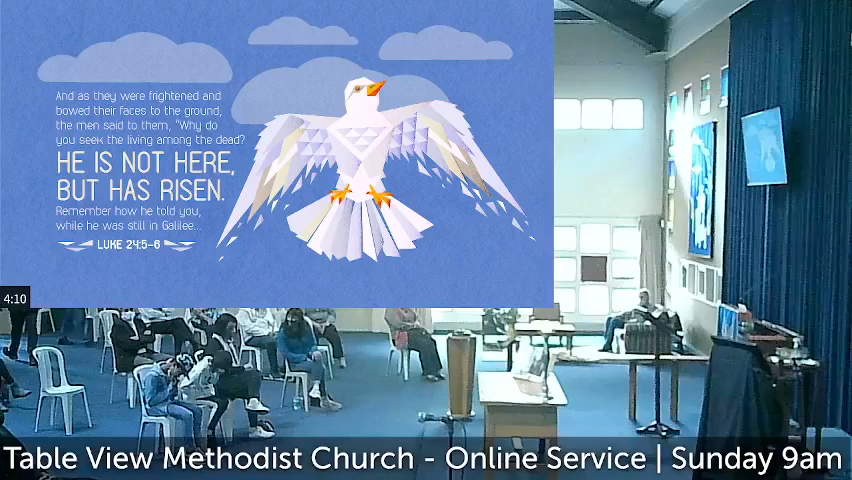 And as they were frightened and
bowed their faces to the ground,
the men said to them, "Why do
you seek the living among the dead?
HE IS NOT HERE,
BUT HAS RISEN.
Remember how he told you,
while he was still in Galilee...
LUKE 24:5-6
4:10
Table View Methodist Church - Online Service | Sunday 9am